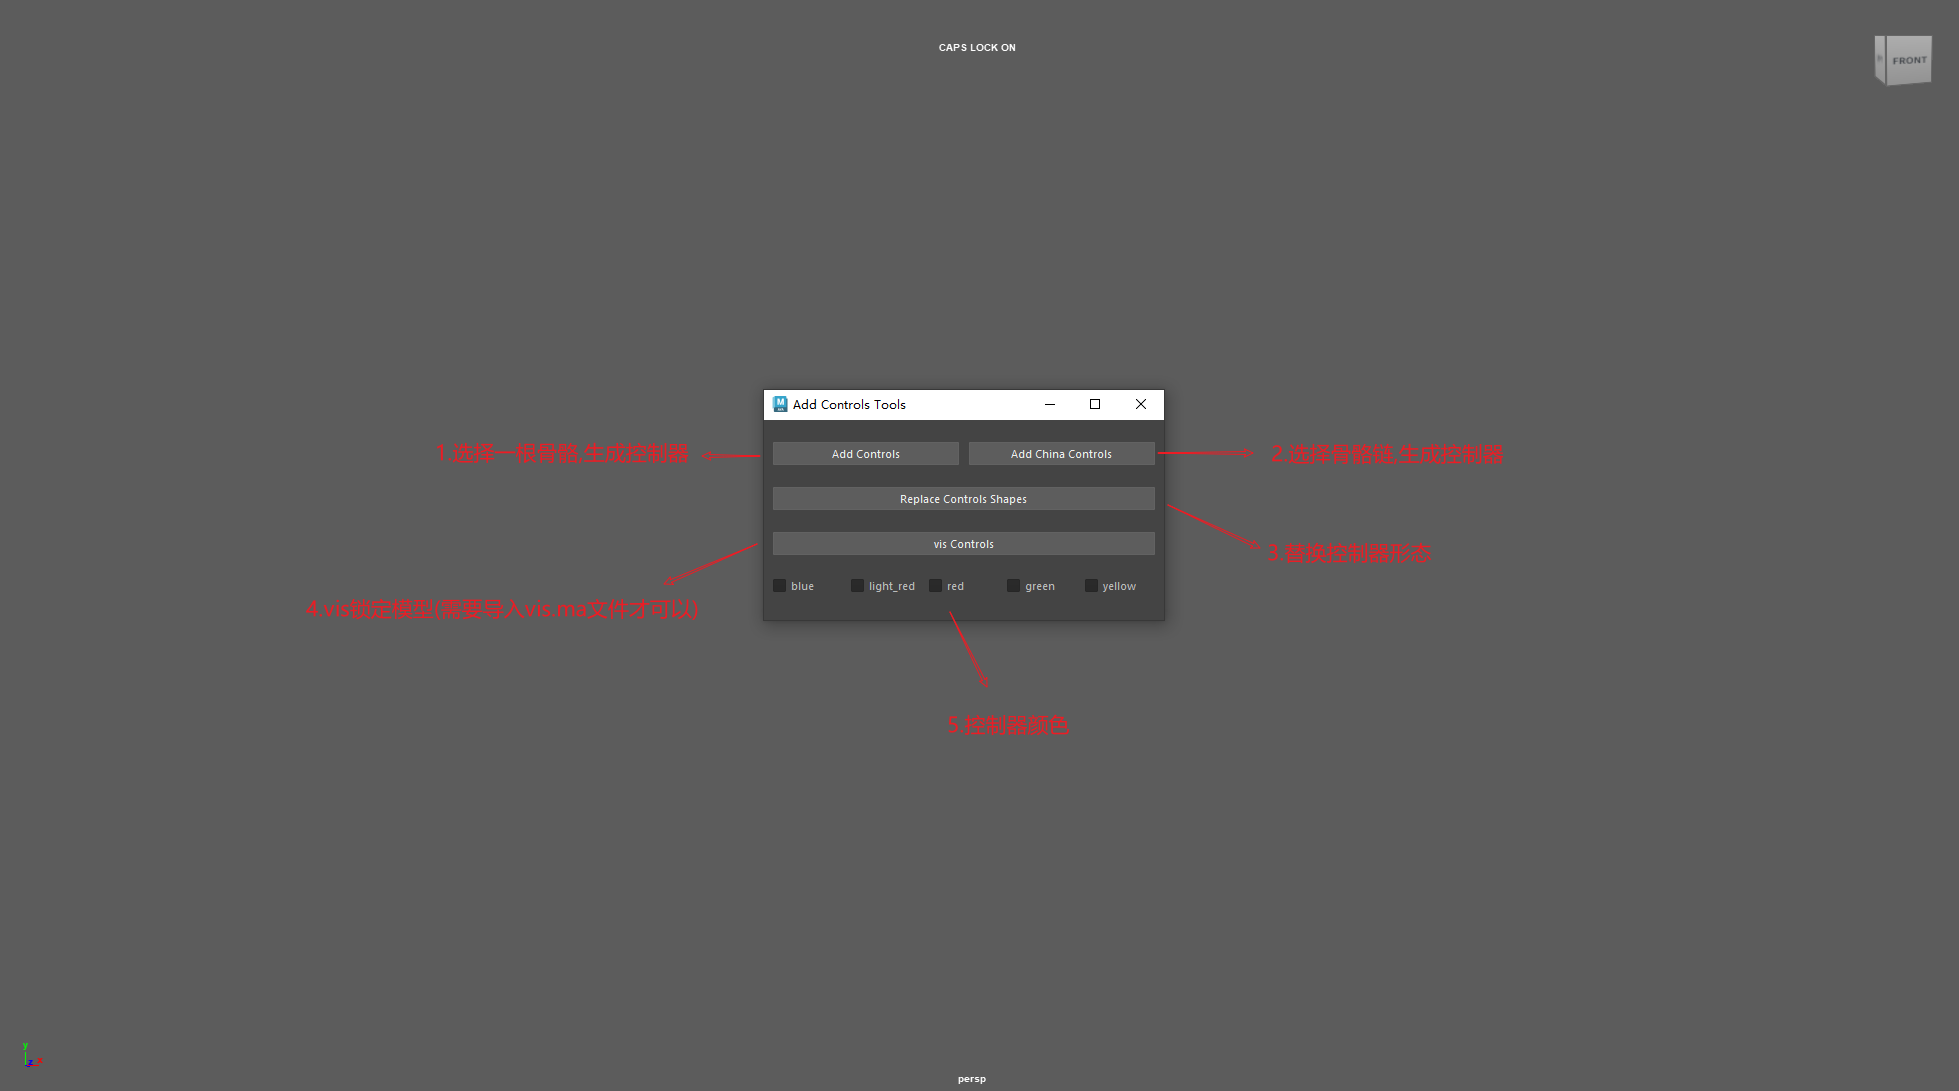 CAPS LOCK ON
FRONT
Add Controls Tools
1.选择一根骨骼,生成控制器
Add Controls
Add China Controls
2.选择骨骼链,生成控制器
Replace Controls Shapes
vis Controls
3.替换控制器形态
blue
light_red
red
green
yellow
4.vis制定模型(需要导入vis.ma文件才可以)
5.控制器颜色
y
z x
persp